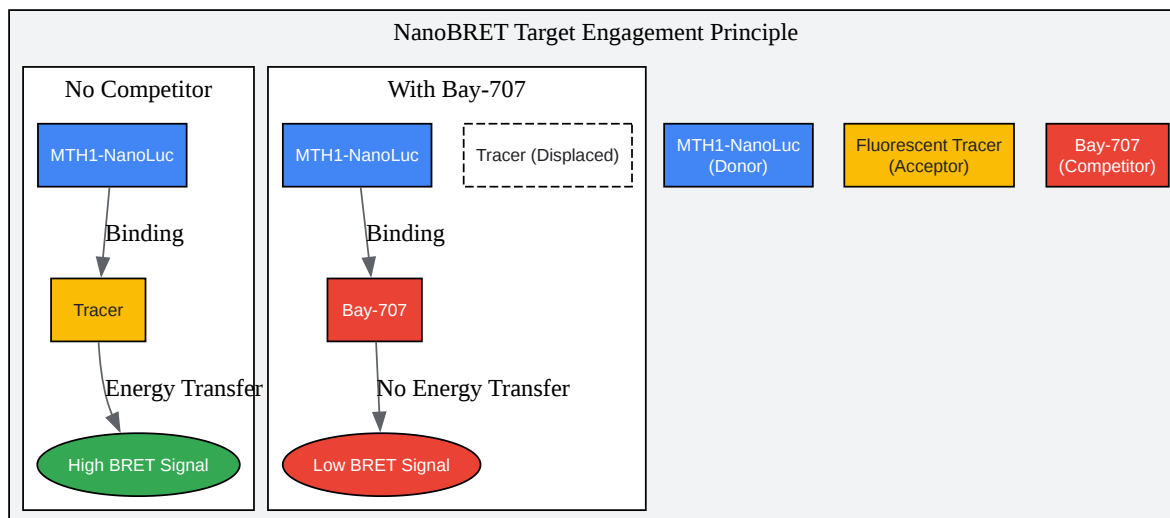 NanoBRET Target Engagement Principle
No Competitor
MTH1-NanoLuc
Binding
Tracer
Energy Transfer
High BRET Signal
With Bay-707
MTH1-NanoLuc
Tracer (Displaced)
Binding
Bay-707
No Energy Transfer
Low BRET Signal
MTH1-NanoLuc
(Donor)
Fluorescent Tracer
(Acceptor)
Bay-707
(Competitor)